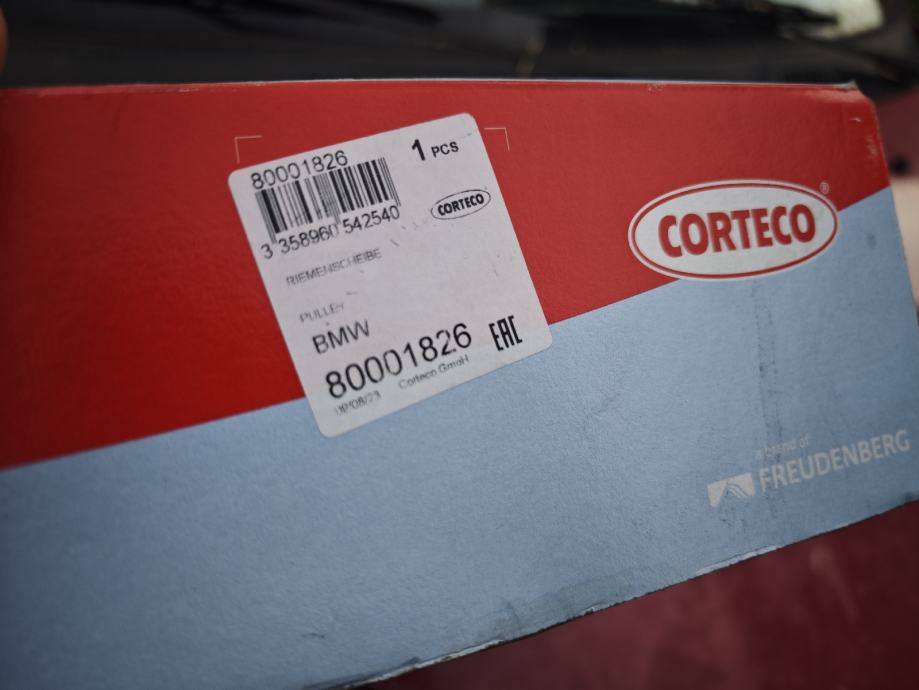 80001826
1 PCS
3 358960 542540
CORTECO
RIEMENSCHEIBE
PULLEY
BMW
80001826
EAC
Corteco GmbH
CORTECO®
a brand of
FREUDENBERG